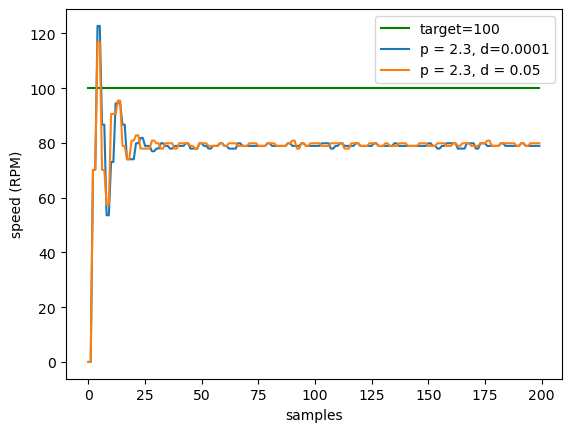 target=100
p = 2.3, d=0.0001
p = 2.3, d = 0.05
120
100
80
60
40
20
0
speed (RPM)
0 25 50 75 100 125 150 175 200
samples